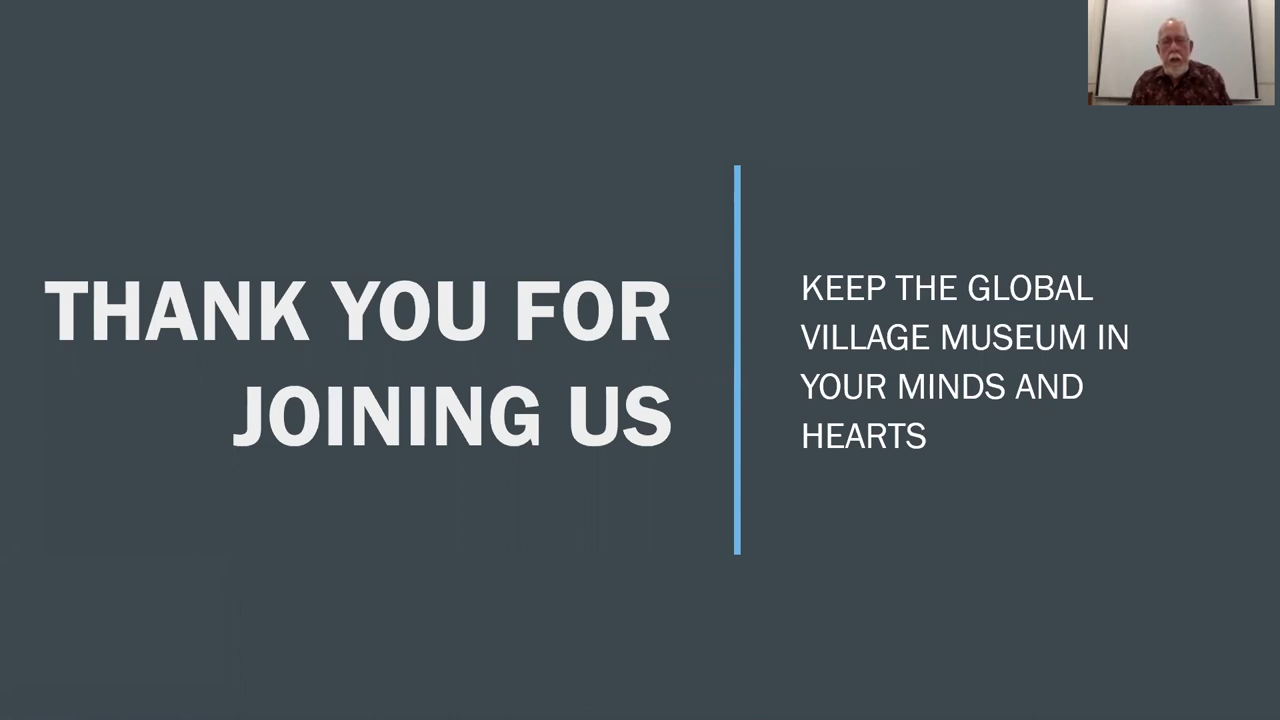 THANK YOU FOR
JOINING US
KEEP THE GLOBAL
VILLAGE MUSEUM IN
YOUR MINDS AND
HEARTS